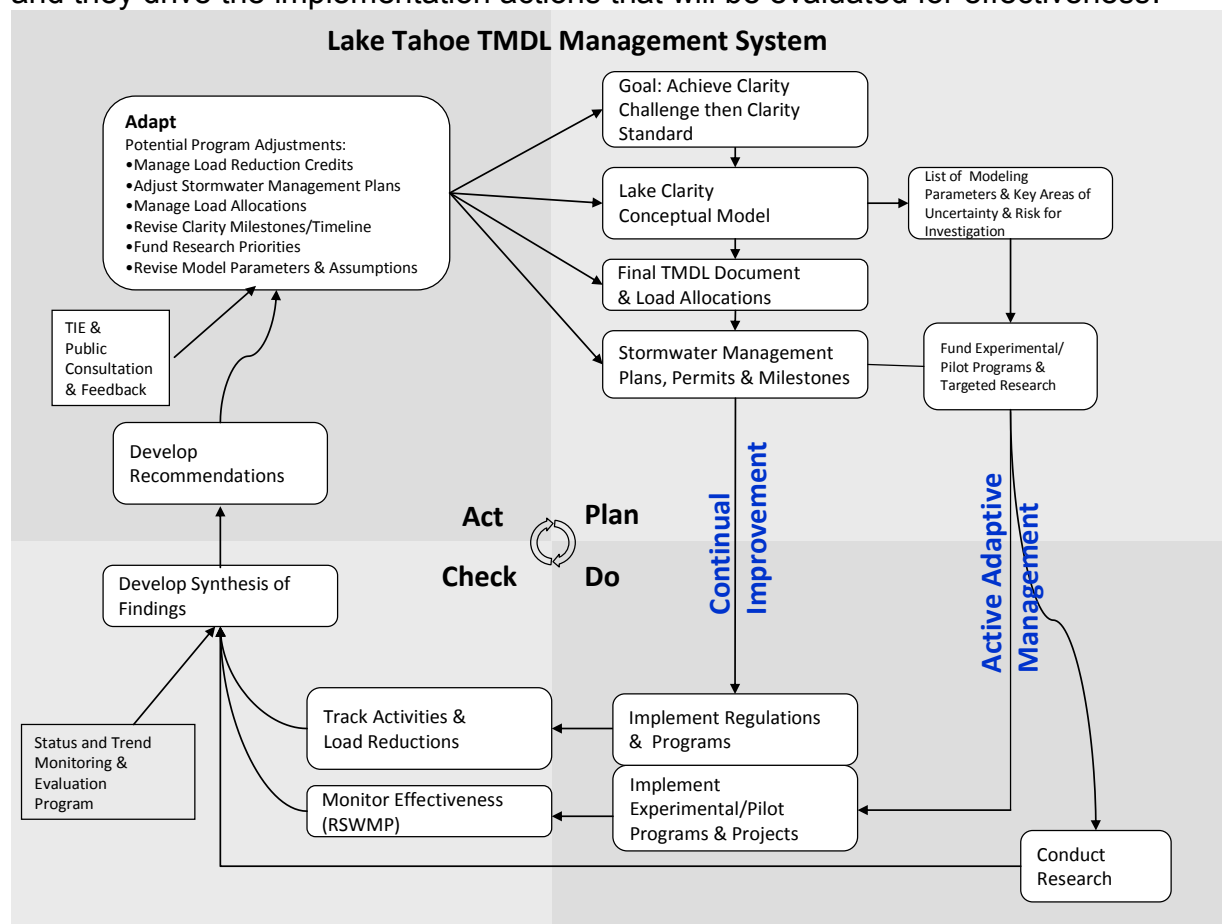 and they drive the implementation actions that will be evaluated for effectiveness.
Lake Tahoe TMDL Management System
Adapt
Potential Program Adjustments:
•Manage Load Reduction Credits
•Adjust Stormwater Management Plans
•Manage Load Allocations
•Revise Clarity Milestones/Timeline
•Fund Research Priorities
•Revise Model Parameters & Assumptions
Goal: Achieve Clarity
Challenge then Clarity
Standard
Lake Clarity
Conceptual Model
List of Modeling
Parameters & Key Areas of
Uncertainty & Risk for
Investigation
Final TMDL Document
& Load Allocations
TIE &
Public
Consultation
& Feedback
Stormwater Management
Plans, Permits & Milestones
Fund Experimental/
Pilot Programs &
Targeted Research
Develop
Recommendations
Act
Plan
Check
Do
Continual
Improvement
Active Adaptive
Management
Develop Synthesis of
Findings
Track Activities &
Load Reductions
Implement Regulations
& Programs
Status and Trend
Monitoring &
Evaluation
Program
Monitor Effectiveness
(RSWMP)
Implement
Experimental/Pilot
Programs & Projects
Conduct
Research